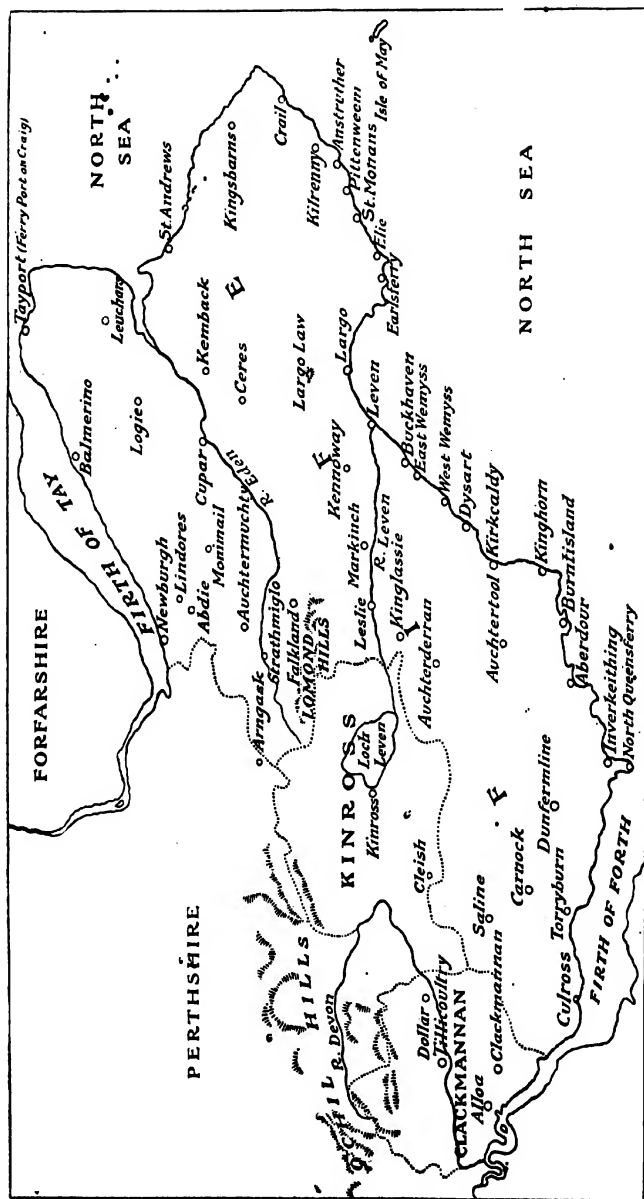 FORFARSHIRE
PERTHSHIRE
FIRTH OF TAY
Tayport (Ferry Port on Craig)
NORTH
SEA
Balmerino
Leuchars
Logie
St. Andrews
Newburgh
Lindores
Abdie
Monimail
Cupar
Kemback
Kingsbarns
Auchtermuchty
R. Eden
Ceres
Crail
Arngask
Strathmiglo
Falkland
LOMOND
HILLS
Largo Law
Kilrenny
Anstruther
Pittenweem
St. Monans
Isle of May
Elie
Earlsferry
Largo
Leven
Kennoway
Markinch
R. Leven
Leslie
Kinglassie
Buckhaven
East Wemyss
West Wemyss
Dysart
Kirkcaldy
Auchterderran
Auchtertool
Kinghorn
Burntisland
Aberdour
Inverkeithing
North Queensferry
FIFE
KINROSS
Loch
Leven
Kinross
Cleish
OCHIL HILLS
R. Devon
Dollar
Tillicoultry
CLACKMANNAN
Alloa
Clackmannan
Saline
Carnock
Dunfermline
Torryburn
Culross
FIRTH OF FORTH
NORTH SEA